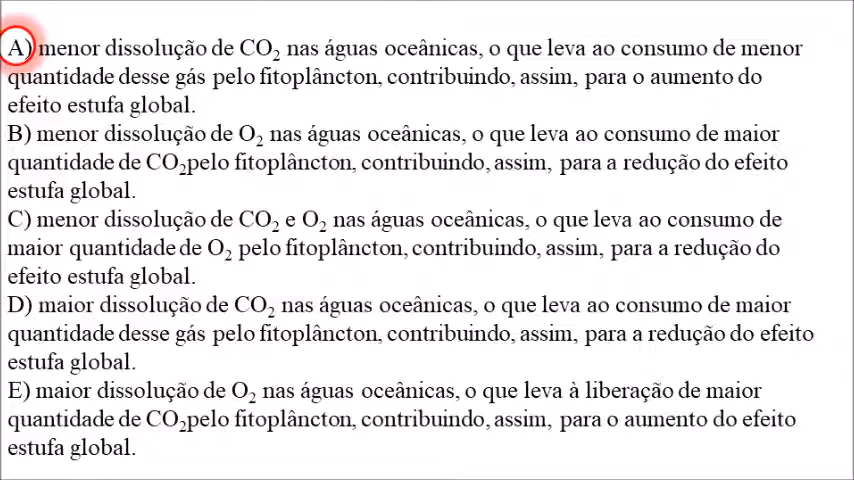 A) menor dissolução de CO₂ nas águas oceânicas, o que leva ao consumo de menor
quantidade desse gás pelo fitoplâncton, contribuindo, assim, para o aumento do
efeito estufa global.
B) menor dissolução de O₂ nas águas oceânicas, o que leva ao consumo de maior
quantidade de CO₂pelo fitoplâncton, contribuindo, assim, para a redução do efeito
estufa global.
C) menor dissolução de CO₂ e O₂ nas águas oceânicas, o que leva ao consumo de
maior quantidade de O₂ pelo fitoplâncton, contribuindo, assim, para a redução do
efeito estufa global.
D) maior dissolução de CO₂ nas águas oceânicas, o que leva ao consumo de maior
quantidade desse gás pelo fitoplâncton, contribuindo, assim, para a redução do efeito
estufa global.
E) maior dissolução de O₂ nas águas oceânicas, o que leva à liberação de maior
quantidade de CO₂pelo fitoplâncton, contribuindo, assim, para o aumento do efeito
estufa global.